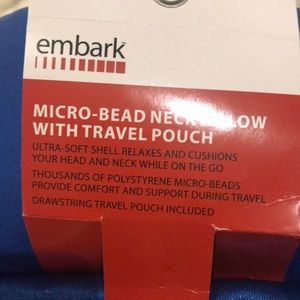 embark
MICRO-BEAD NECK PILLOW
WITH TRAVEL POUCH
ULTRA-SOFT SHELL RELAXES AND CUSHIONS
YOUR HEAD AND NECK WHILE ON THE GO
THOUSANDS OF POLYSTYRENE MICRO-BEADS
PROVIDE COMFORT AND SUPPORT DURING TRAVEL
DRAWSTRING TRAVEL POUCH INCLUDED